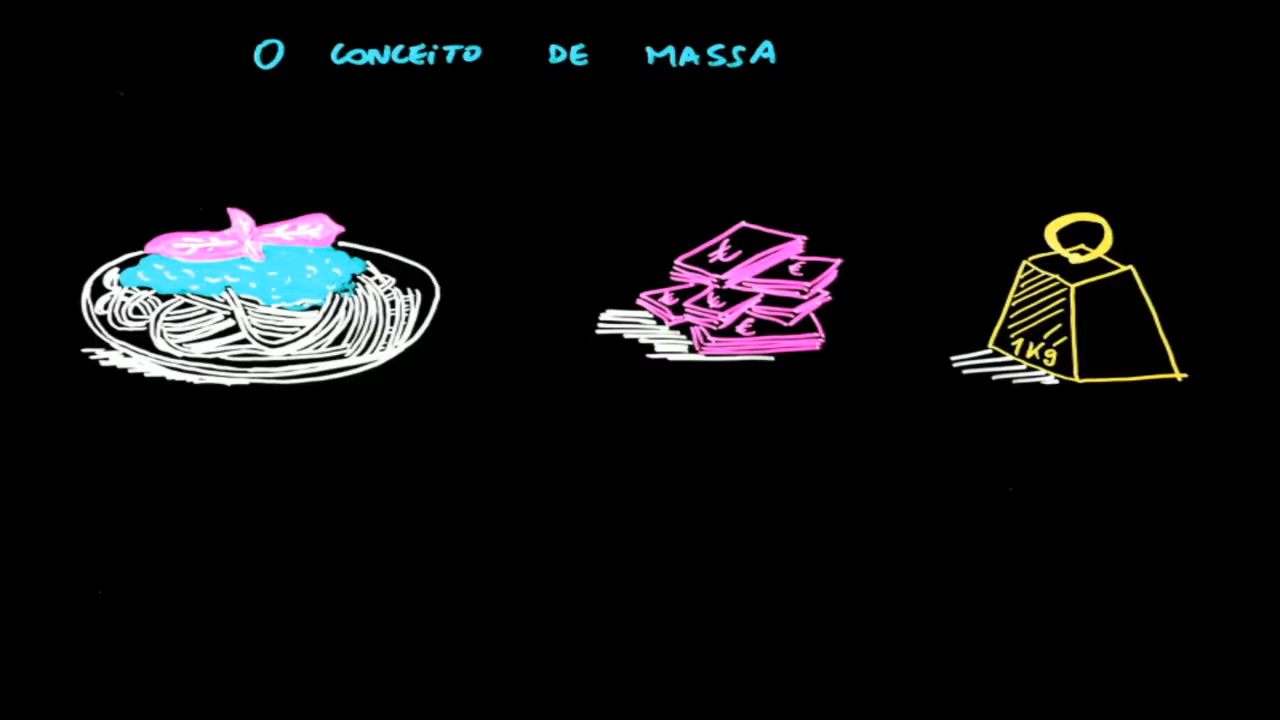 O CONCEITO DE MASSA
€ €
€ € €
1Kg